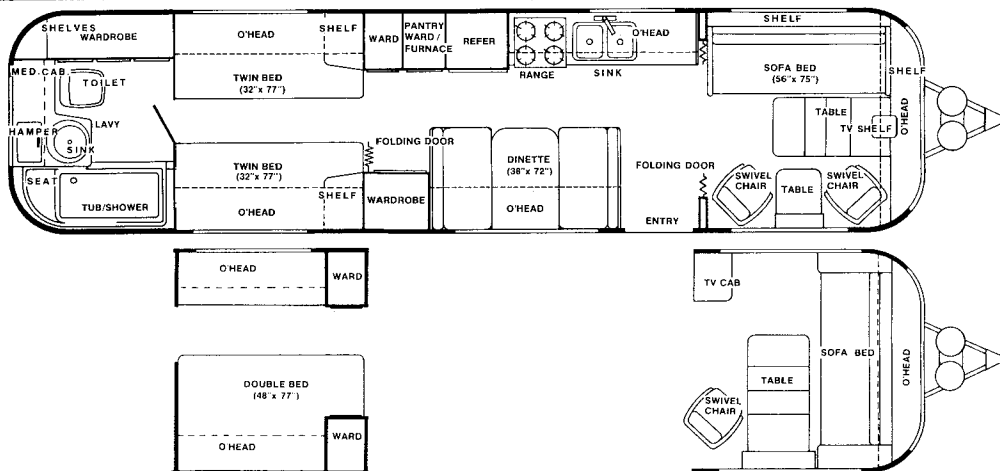 SHELVES
WARDROBE
O'HEAD
SHELF
WARD
PANTRY
WARD /
FURNACE
REFER
O'HEAD
SHELF
MED. CAB.
TOILET
TWIN BED
(32"x 77")
RANGE
SINK
SOFA BED
(56"x 75")
SHELF
HAMPER
LAVY
SINK
TABLE
TV SHELF
O'HEAD
FOLDING DOOR
TWIN BED
(32"x 77")
DINETTE
(38"x 72")
FOLDING DOOR
SEAT
TUB/SHOWER
O'HEAD
SHELF
WARDROBE
O'HEAD
ENTRY
SWIVEL
CHAIR
TABLE
SWIVEL
CHAIR
O'HEAD
WARD
TV CAB
DOUBLE BED
(48"x 77")
O'HEAD
WARD
SWIVEL
CHAIR
TABLE
SOFA BED
O'HEAD